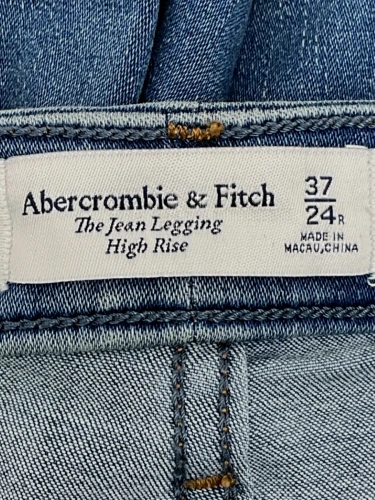 Abercrombie & Fitch
The Jean Legging
High Rise
37
24R
MADE IN
MACAU,CHINA